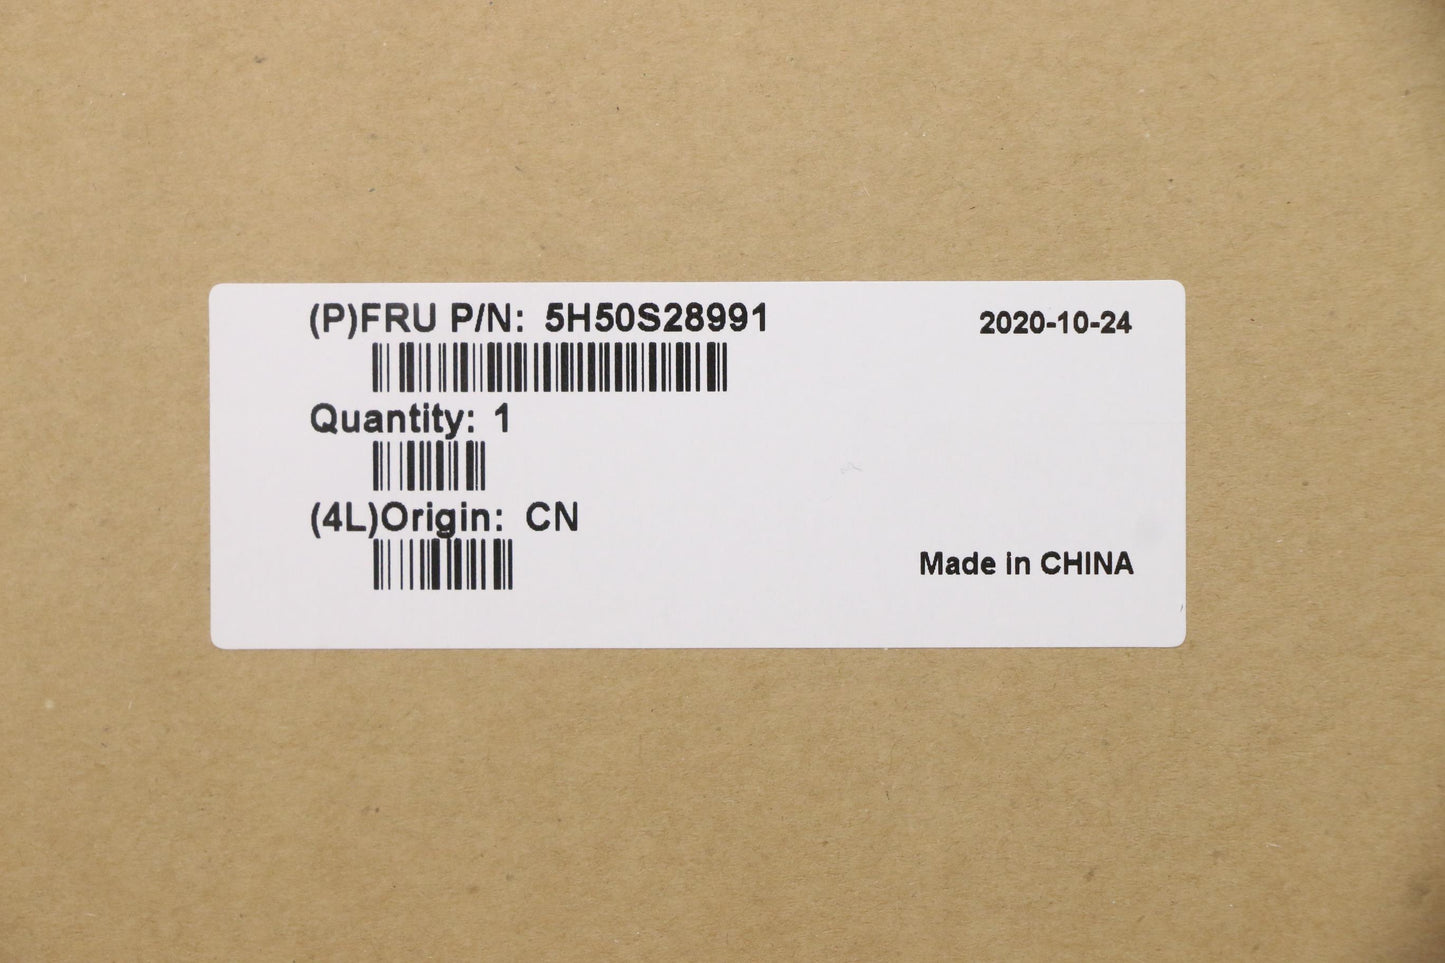 (P)FRU P/N: 5H50S28991
2020-10-24
Quantity: 1
(4L)Origin: CN
Made in CHINA